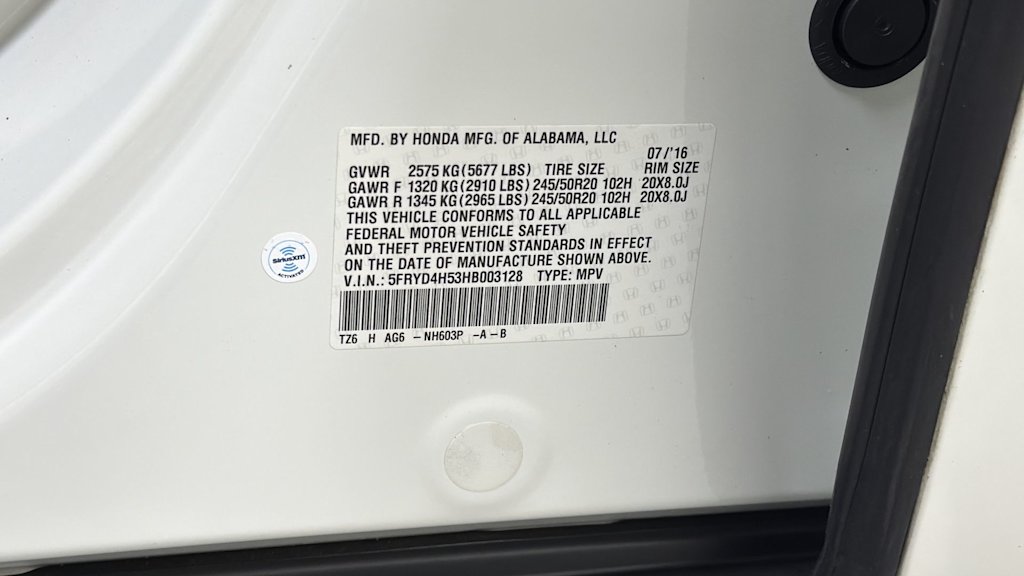 MFD. BY HONDA MFG. OF ALABAMA, LLC
07/'16
GVWR 2575 KG(5677 LBS) TIRE SIZE RIM SIZE
GAWR F 1320 KG(2910 LBS) 245/50R20 102H 20X8.0J
GAWR R 1345 KG(2965 LBS) 245/50R20 102H 20X8.0J
THIS VEHICLE CONFORMS TO ALL APPLICABLE
FEDERAL MOTOR VEHICLE SAFETY
AND THEFT PREVENTION STANDARDS IN EFFECT
ON THE DATE OF MANUFACTURE SHOWN ABOVE.
V.I.N.: 5FRYD4H53HB003128 TYPE: MPV
TZ6 H AG6 -NH603P -A-B
SiriusXM
ACTIVATED